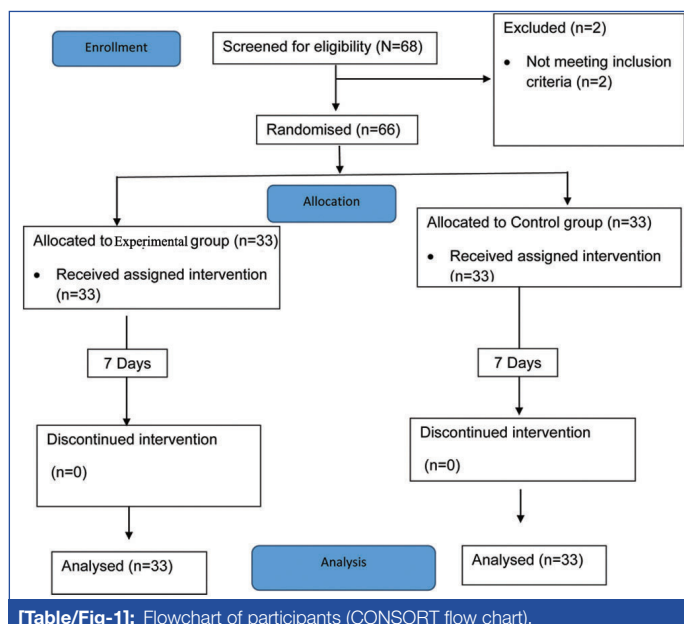 Enrollment
Screened for eligibility (N=68)
Excluded (n=2)
• Not meeting inclusion
criteria (n=2)
Randomised (n=66)
Allocation
Allocated to Experimental group (n=33)
• Received assigned intervention
(n=33)
Allocated to Control group (n=33)
• Received assigned intervention
(n=33)
7 Days
7 Days
Discontinued intervention
(n=0)
Discontinued intervention
(n=0)
Analysed (n=33)
Analysis
Analysed (n=33)
[Table/Fig-1]: Flowchart of participants (CONSORT flow chart).